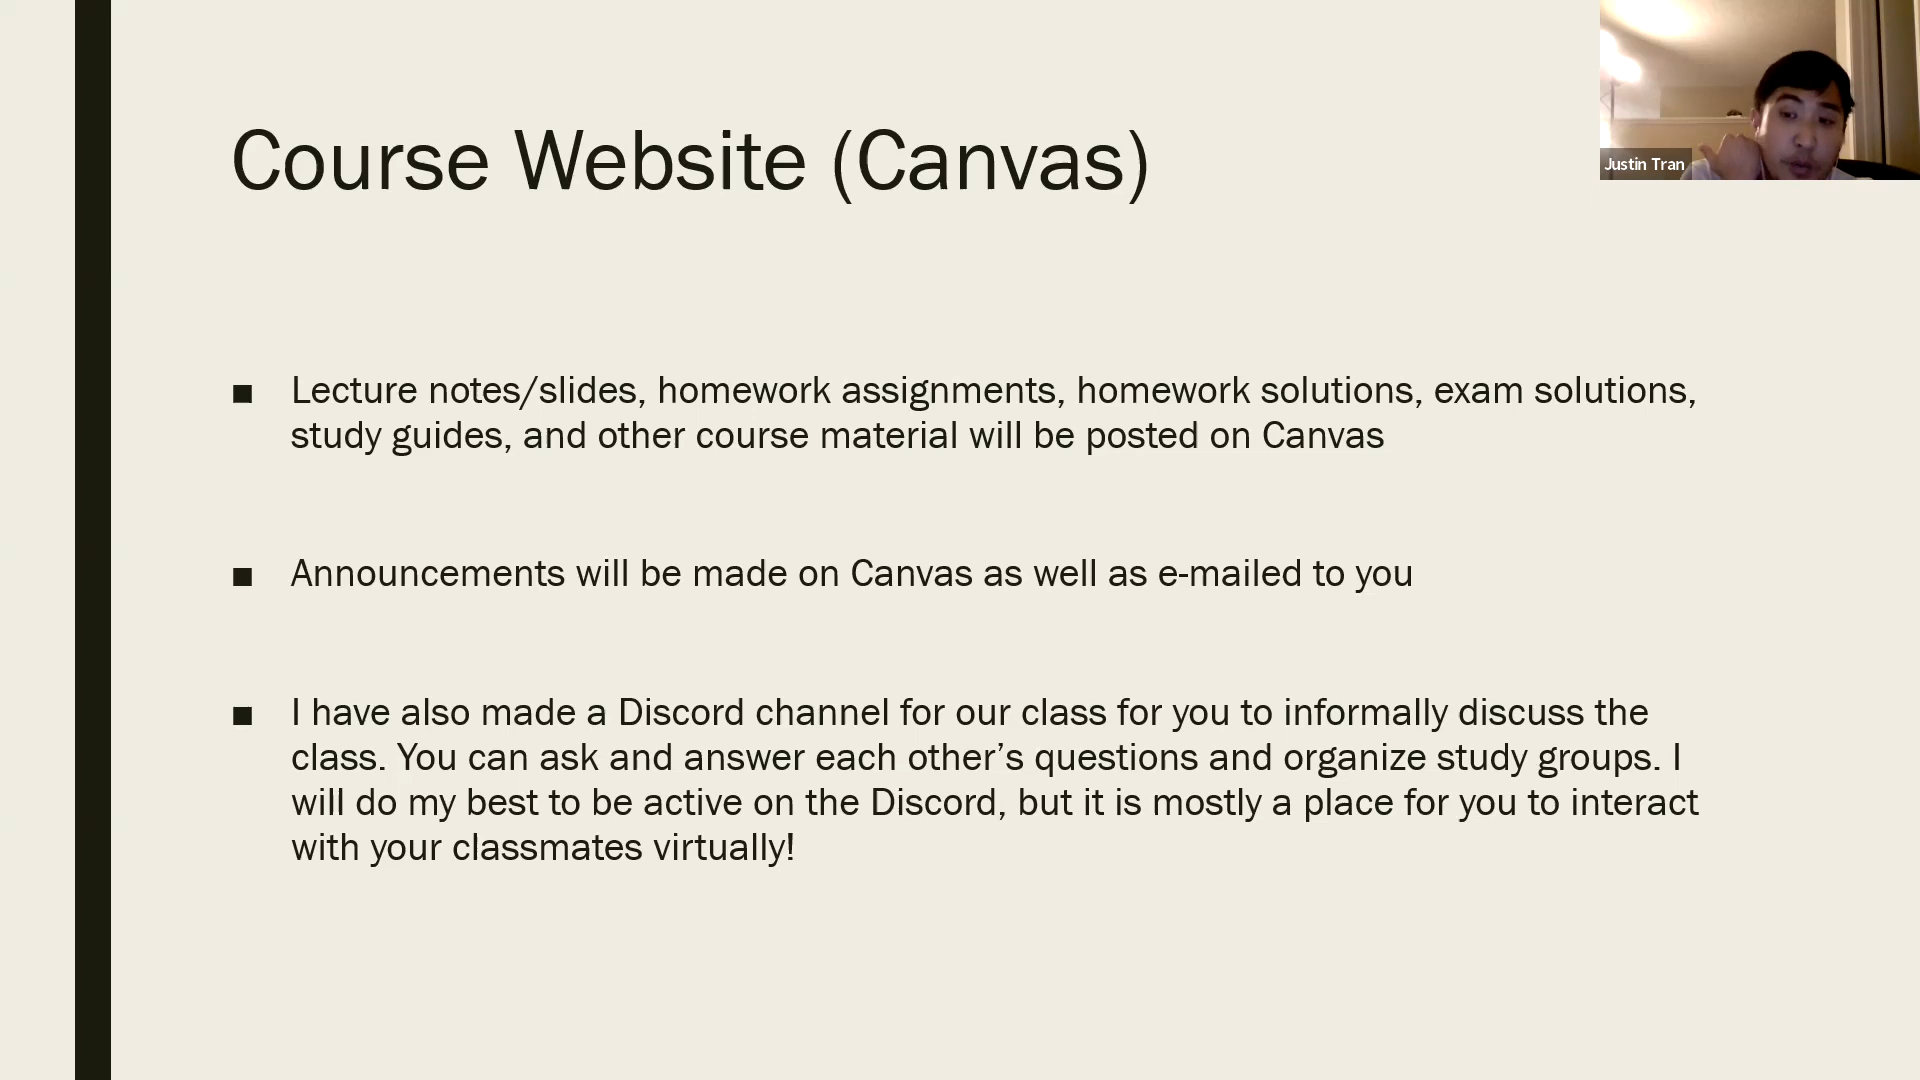 Course Website (Canvas)
Justin Tran
■ Lecture notes/slides, homework assignments, homework solutions, exam solutions,
study guides, and other course material will be posted on Canvas
■ Announcements will be made on Canvas as well as e-mailed to you
■ I have also made a Discord channel for our class for you to informally discuss the
class. You can ask and answer each other’s questions and organize study groups. I
will do my best to be active on the Discord, but it is mostly a place for you to interact
with your classmates virtually!